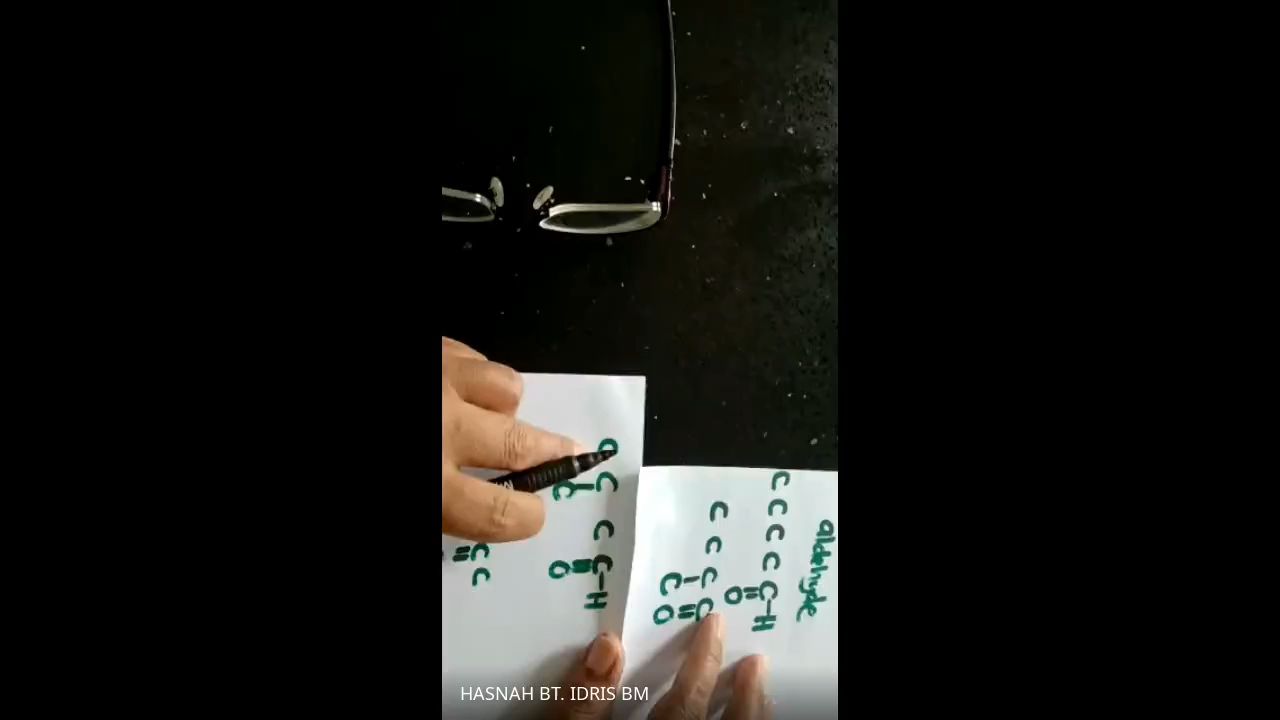 aldehyde
C C C C C-H
= O
C C C C
- C = O
C C C C-H
- C = O
C C
=
HASNAH BT. IDRIS BM